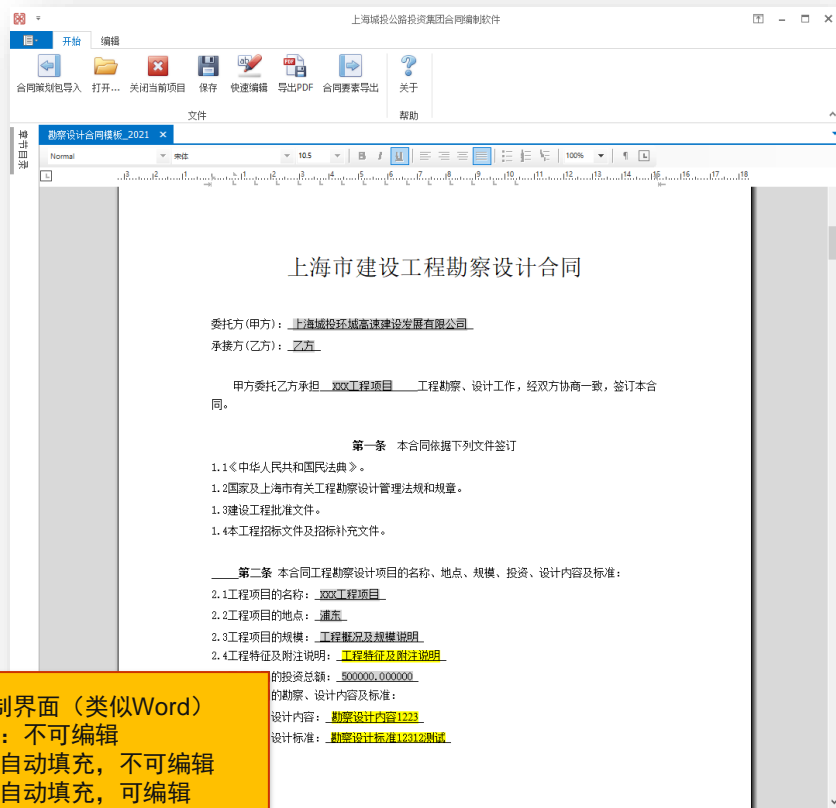 上海城投公路投资集团合同编制软件
开始 编辑
合同策划包导入 打开... 关闭当前项目 保存 快速编辑 导出PDF 合同要素导出 关于
文件 帮助
章节目录
勘察设计合同模板_2021
Normal 宋体 10.5 B I U 100%
3 2 1 1 2 3 4 5 6 7 8 9 10 11 12 13 14 15 16 17 18
上海市建设工程勘察设计合同
委托方(甲方): 上海城投环城高速建设发展有限公司
承接方(乙方): 乙方
甲方委托乙方承担 XXX工程项目 工程勘察、设计工作，经双方协商一致，签订本合
同。
第一条 本合同依据下列文件签订
1.1《中华人民共和国民法典》。
1.2国家及上海市有关工程勘察设计管理法规和规章。
1.3建设工程批准文件。
1.4本工程招标文件及招标补充文件。
第二条 本合同工程勘察设计项目的名称、地点、规模、投资、设计内容及标准:
2.1工程项目的名称: XXX工程项目
2.2工程项目的地点: 浦东
2.3工程项目的规模: 工程概况及规模说明
2.4工程特征及附注说明: 工程特征及附注说明
的投资总额: 500000.000000
的勘察、设计内容及标准:
设计内容: 勘察设计内容1223
设计标准: 勘察设计标准12312测试
制界面（类似Word）
：不可编辑
自动填充，不可编辑
自动填充，可编辑